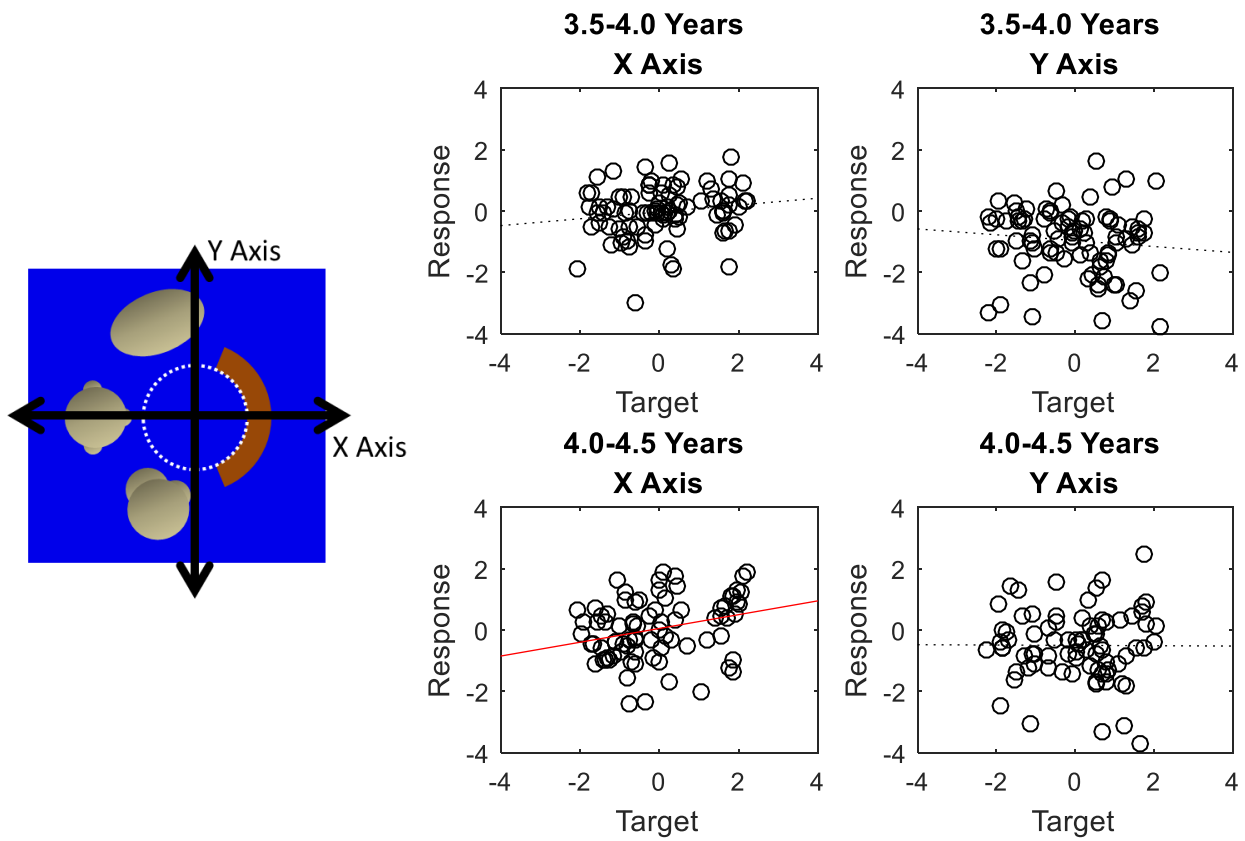 Y Axis
X Axis
3.5-4.0 Years
X Axis
4
2
0
-2
-4
Response
-4 -2 0 2 4
Target
3.5-4.0 Years
Y Axis
4
2
0
-2
-4
Response
-4 -2 0 2 4
Target
4.0-4.5 Years
X Axis
4
2
0
-2
-4
Response
-4 -2 0 2 4
Target
4.0-4.5 Years
Y Axis
4
2
0
-2
-4
Response
-4 -2 0 2 4
Target